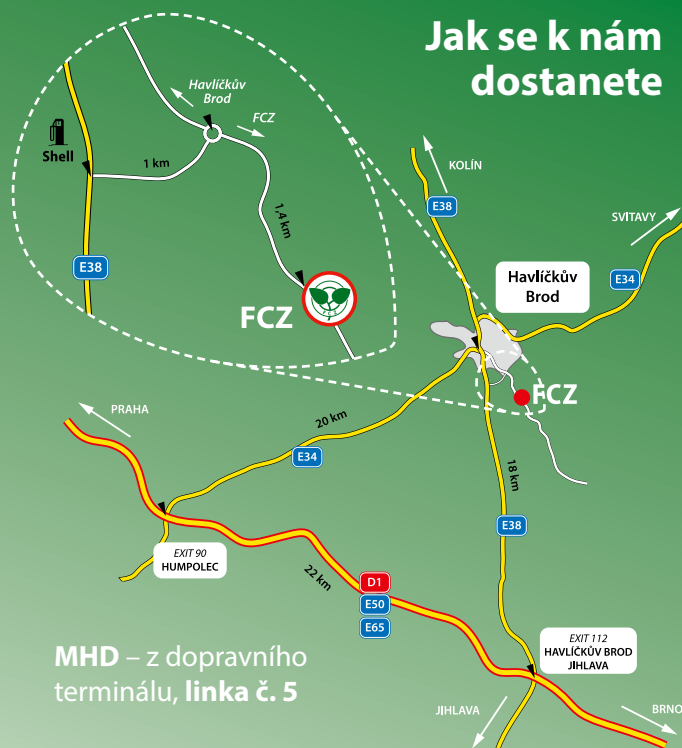 Jak se k nám
dostanete
Havlíčkův
Brod
FCZ
Shell
1 km
1,4 km
E38
FCZ
FCZ
KOLÍN
E38
SVITAVY
E34
Havlíčkův
Brod
FCZ
PRAHA
20 km
E34
18 km
E38
EXIT 90
HUMPOLEC
22 km
D1
E50
E65
EXIT 112
HAVLÍČKŮV BROD
JIHLAVA
MHD – z dopravního
terminálu, linka č. 5
JIHLAVA
BRNO